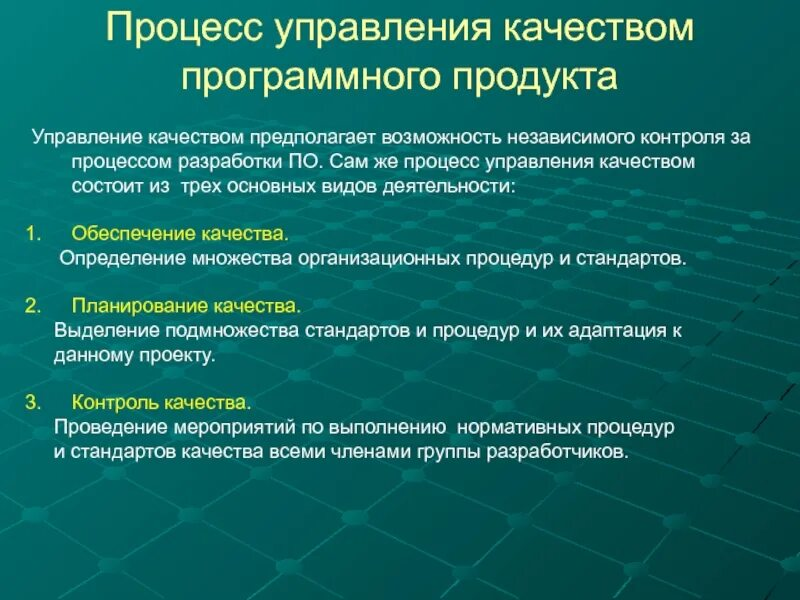 Процесс управления качеством
программного продукта
Управление качеством предполагает возможность независимого контроля за
процессом разработки ПО. Сам же процесс управления качеством
состоит из трех основных видов деятельности:
1. Обеспечение качества.
Определение множества организационных процедур и стандартов.
2. Планирование качества.
Выделение подмножества стандартов и процедур и их адаптация к
данному проекту.
3. Контроль качества.
Проведение мероприятий по выполнению нормативных процедур
и стандартов качества всеми членами группы разработчиков.